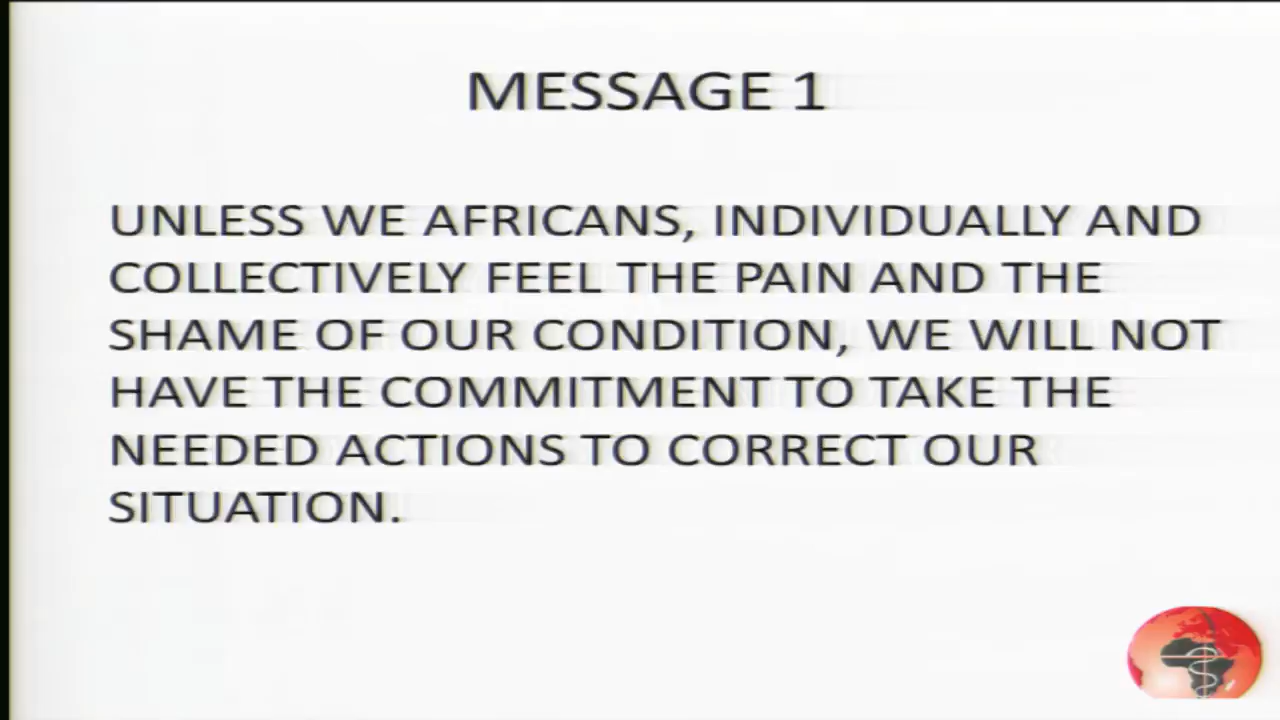 MESSAGE 1
UNLESS WE AFRICANS, INDIVIDUALLY AND
COLLECTIVELY FEEL THE PAIN AND THE
SHAME OF OUR CONDITION, WE WILL NOT
HAVE THE COMMITMENT TO TAKE THE
NEEDED ACTIONS TO CORRECT OUR
SITUATION.